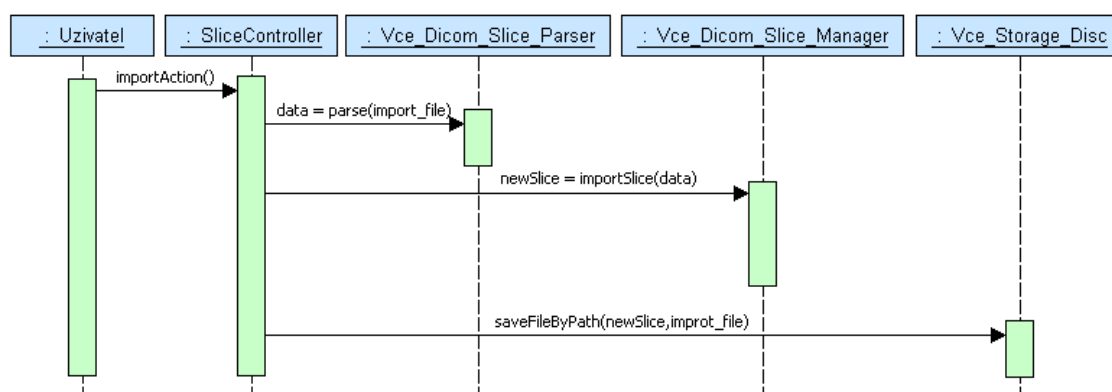 : Uzivatel
: SliceController
: Vce_Dicom_Slice_Parser
: Vce_Dicom_Slice_Manager
: Vce_Storage_Disc
importAction()
data = parse(import_file)
newSlice = importSlice(data)
saveFileByPath(newSlice,improt_file)